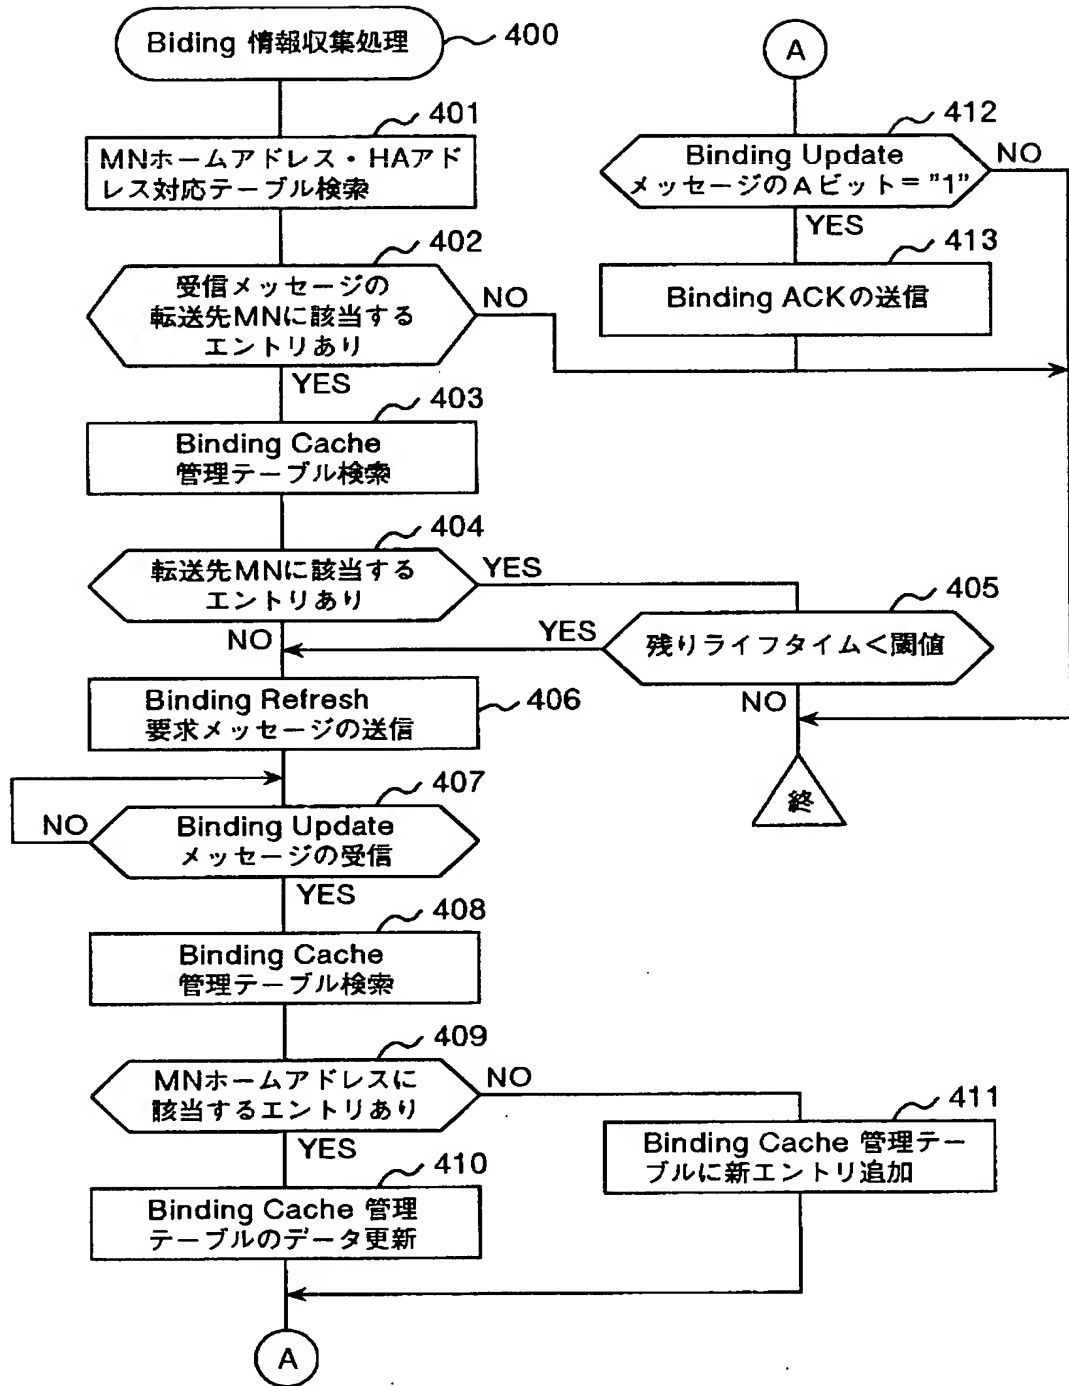 Biding 情報収集処理
400
401
MNホームアドレス・HAアド
レス対応テーブル検索
402
受信メッセージの
転送先MNに該当する
エントリあり
NO
YES
403
Binding Cache
管理テーブル検索
404
転送先MNに該当する
エントリあり
YES
NO
405
残りライフタイム＜閾値
YES
NO
終
Binding Refresh
要求メッセージの送信
406
407
Binding Update
メッセージの受信
NO
YES
408
Binding Cache
管理テーブル検索
409
MNホームアドレスに
該当するエントリあり
NO
YES
410
Binding Cache 管理
テーブルのデータ更新
411
Binding Cache 管理テー
ブルに新エントリ追加
A
A
412
Binding Update
メッセージのAビット＝"1"
NO
YES
413
Binding ACKの送信